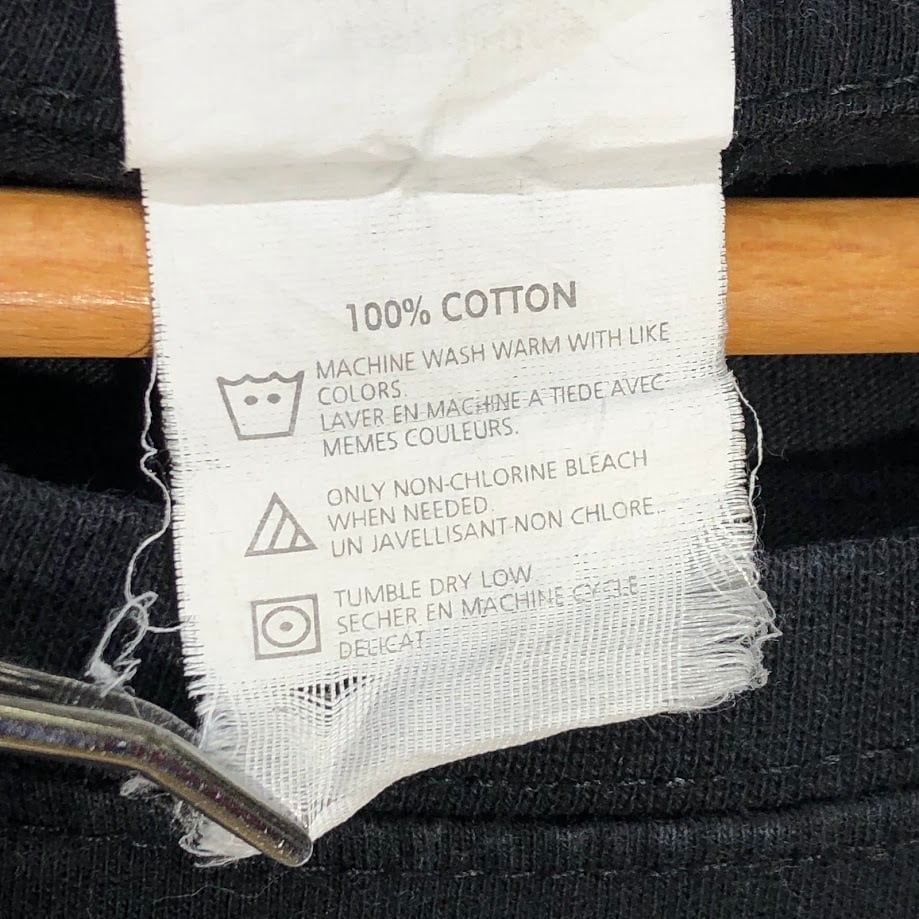 100% COTTON
MACHINE WASH WARM WITH LIKE
COLORS.
LAVER EN MACHINE A TIEDE AVEC
MEMES COULEURS.
ONLY NON-CHLORINE BLEACH
WHEN NEEDED.
UN JAVELLISANT NON CHLORE.
TUMBLE DRY LOW
SECHER EN MACHINE CYCLE
DELICAT